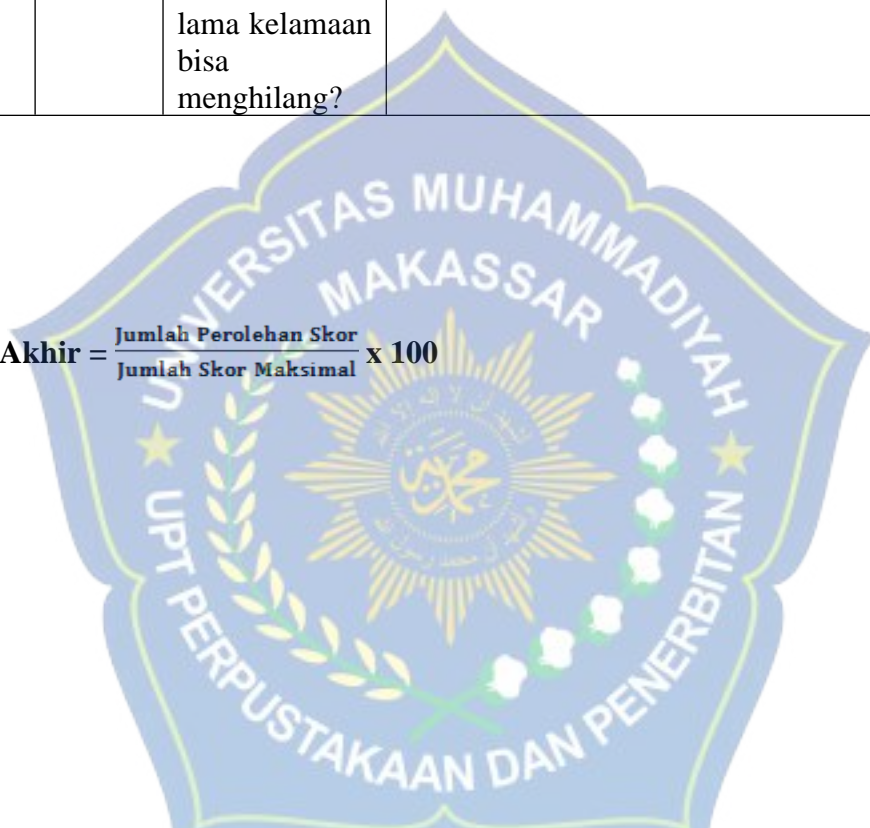 lama kelamaan
bisa
menghilang?
Akhir = Jumlah Perolehan Skor / Jumlah Skor Maksimal x 100
UNIVERSITAS MUHAMMADIYAH
MAKASSAR
UPT PERPUSTAKAAN DAN PENERBITAN